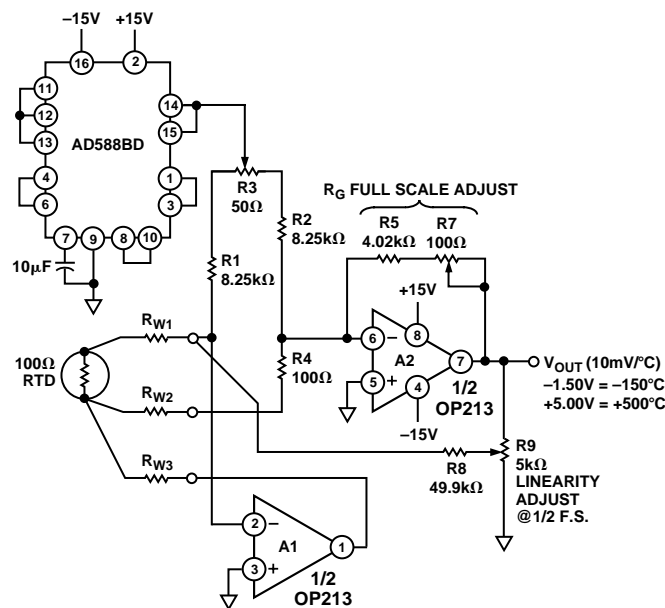 –15V
+15V
16
2
11
12
13
14
15
AD588BD
4
6
1
3
7
9
8
10
10µF
R3
50Ω
R1
8.25kΩ
R2
8.25kΩ
RG FULL SCALE ADJUST
R5
4.02kΩ
R7
100Ω
+15V
6
–
8
A2
7
5
+
4
1/2
OP213
–15V
VOUT (10mV/°C)
–1.50V = –150°C
+5.00V = +500°C
RW1
100Ω
RTD
R4
100Ω
RW2
RW3
R8
49.9kΩ
R9
5kΩ
LINEARITY
ADJUST
@1/2 F.S.
2
–
A1
1
3
+
1/2
OP213